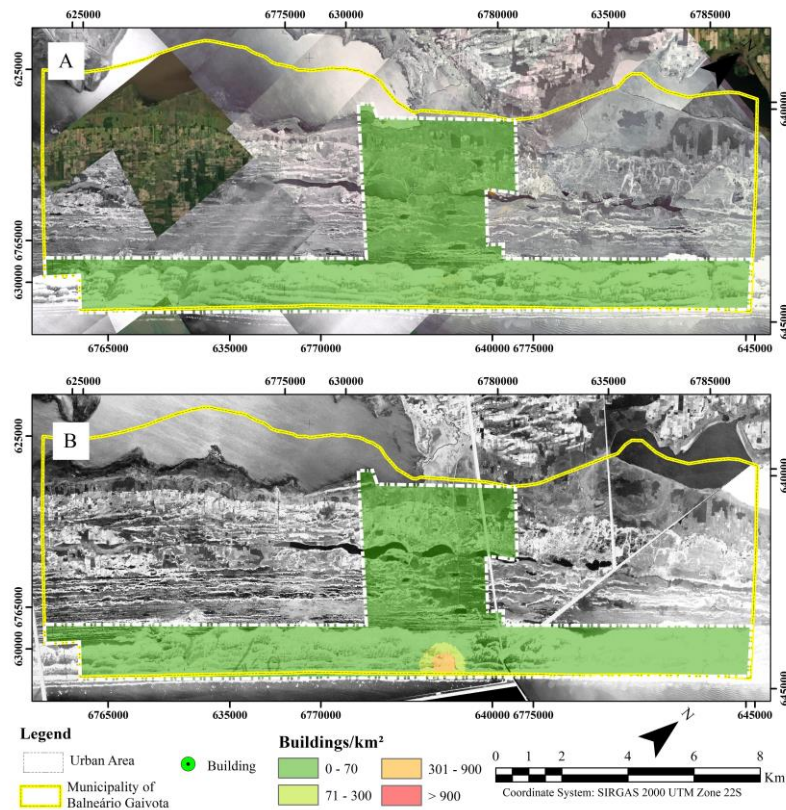 625000 6775000 630000 6780000 635000 6785000
A
N
625000
640000
6765000
630000
645000
6765000 635000 6770000 640000 6775000 645000
625000 6775000 630000 6780000 635000 6785000
B
625000
640000
6765000
630000
645000
6765000 635000 6770000 640000 6775000 645000
Legend
Urban Area
Municipality of
Balneário Gaivota
Building
Buildings/km²
0 - 70
301 - 900
71 - 300
> 900
N
0 1 2 4 6 8
Km
Coordinate System: SIRGAS 2000 UTM Zone 22S